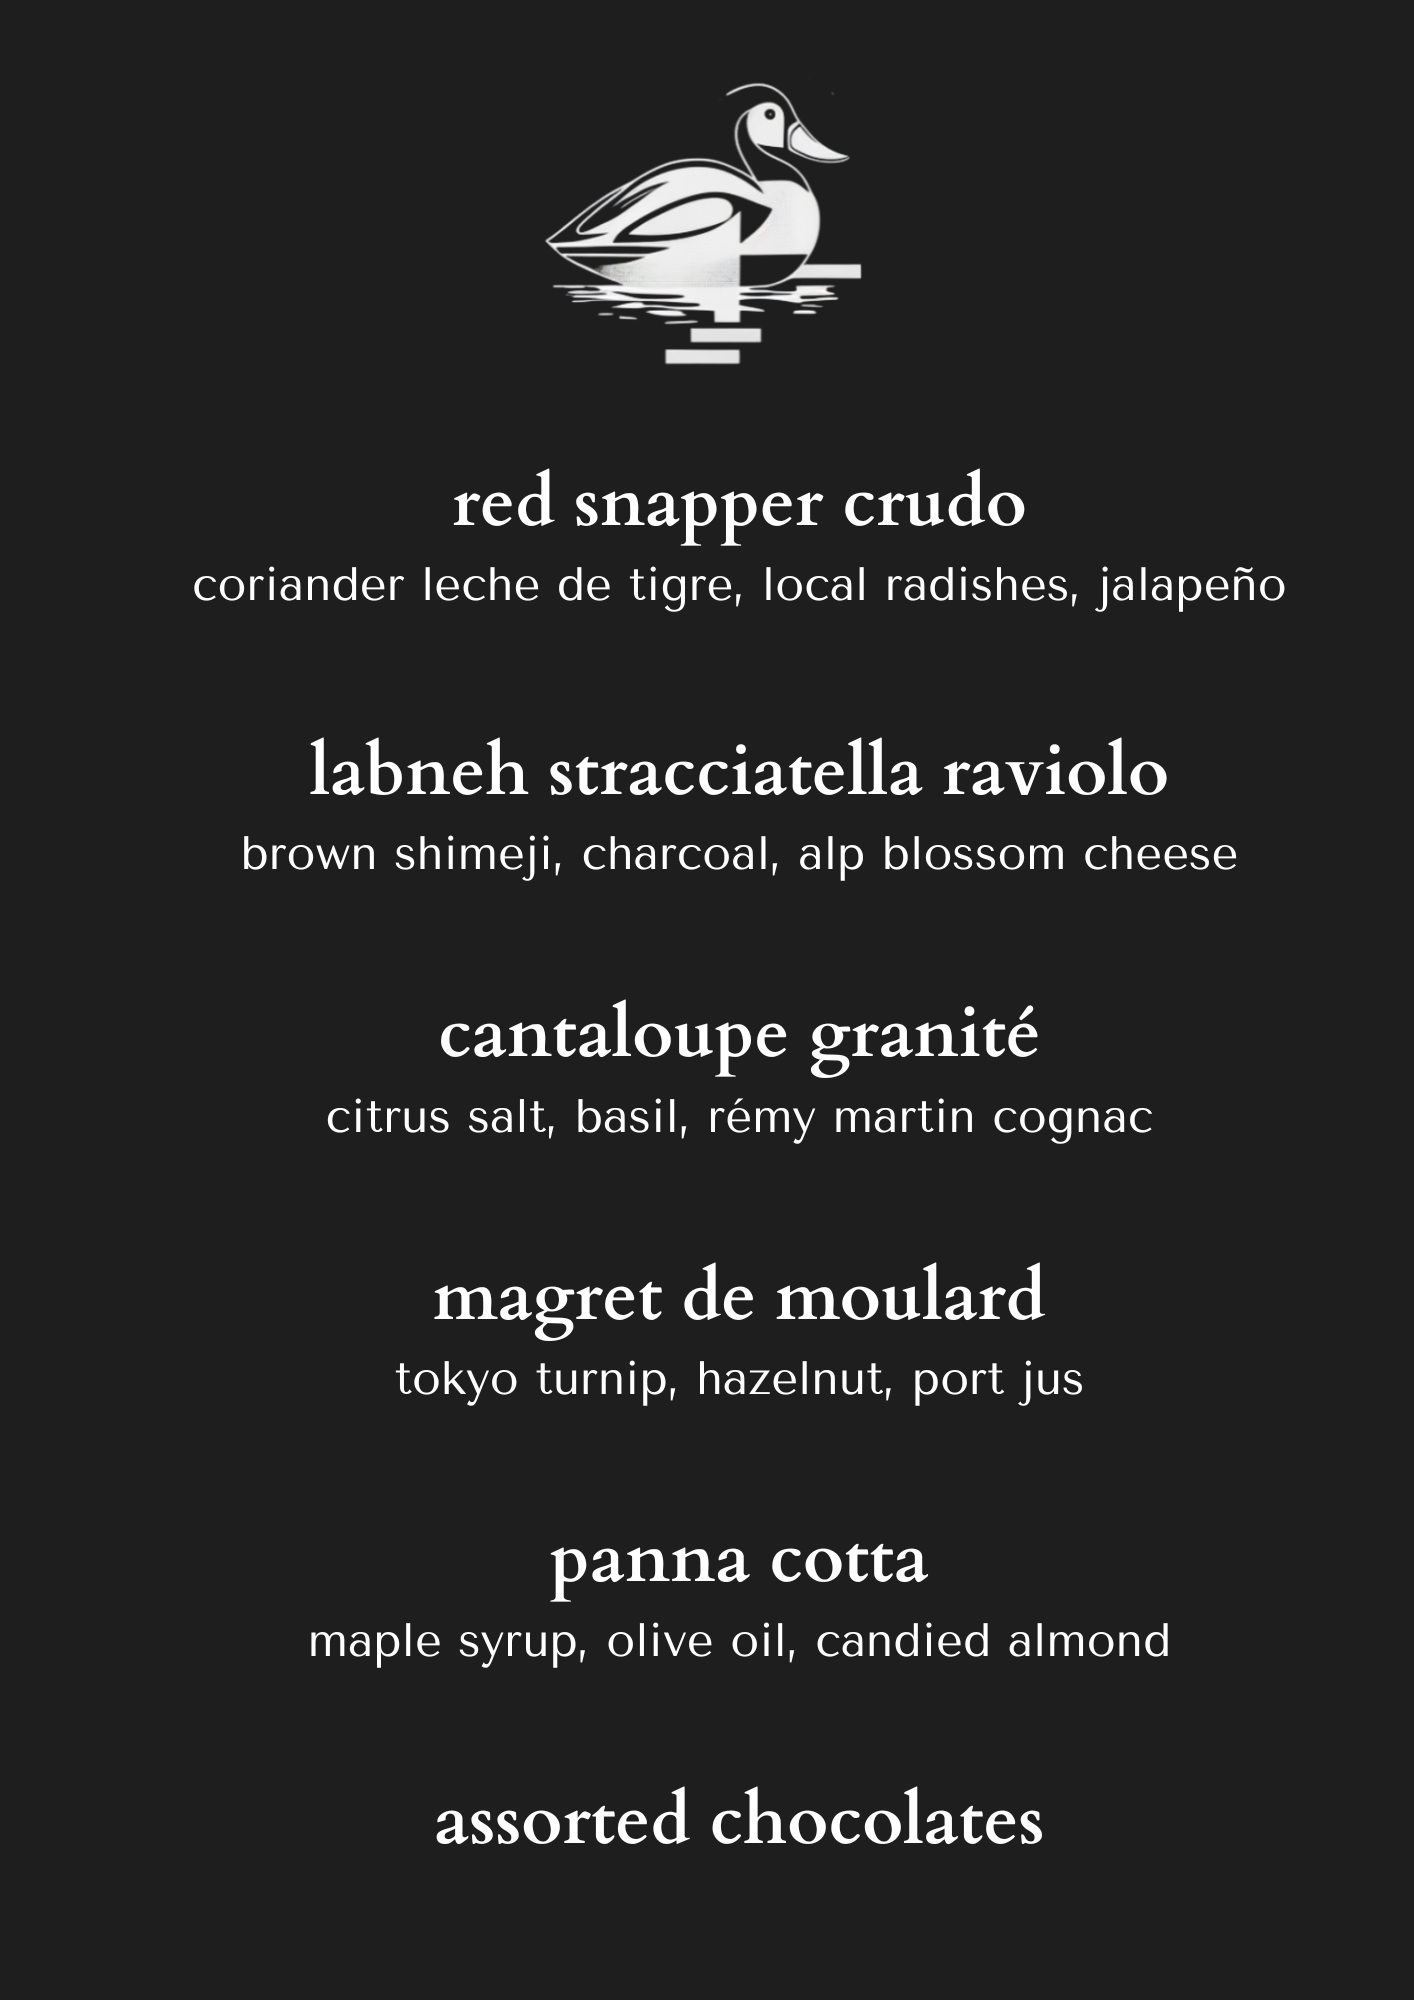 red snapper crudo
coriander leche de tigre, local radishes, jalapeño
labneh stracciatella raviolo
brown shimeji, charcoal, alp blossom cheese
cantaloupe granité
citrus salt, basil, rémy martin cognac
magret de moulard
tokyo turnip, hazelnut, port jus
panna cotta
maple syrup, olive oil, candied almond
assorted chocolates